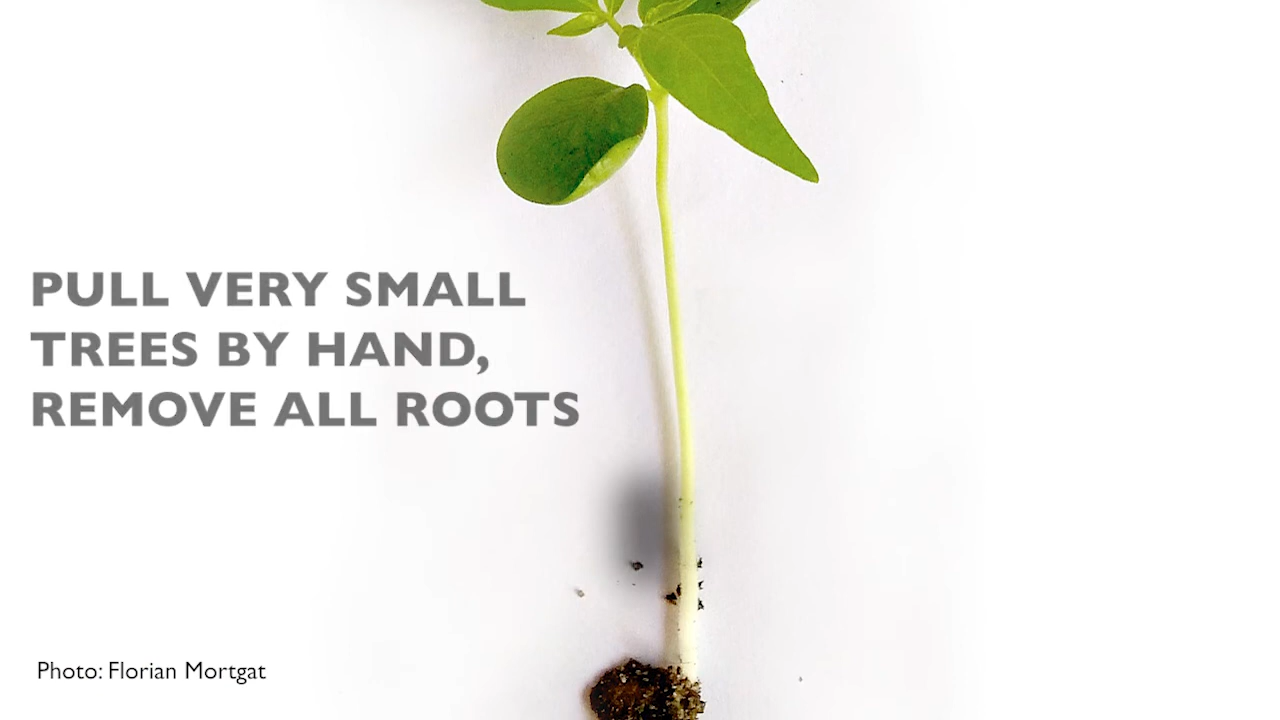 PULL VERY SMALL
TREES BY HAND,
REMOVE ALL ROOTS
Photo: Florian Mortgat